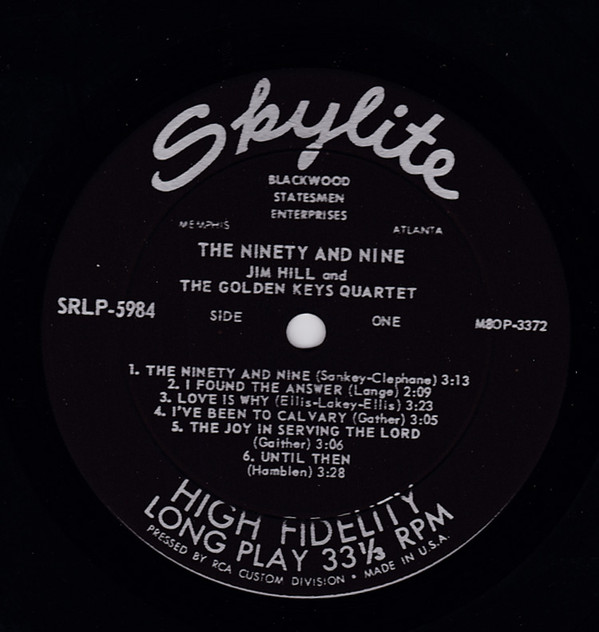 Skylite
BLACKWOOD
STATESMEN
ENTERPRISES
MEMPHIS ATLANTA
THE NINETY AND NINE
JIM HILL and
THE GOLDEN KEYS QUARTET
SRLP-5984 SIDE ONE MSOP-3372
1. THE NINETY AND NINE (Sankey-Clephane) 3:13
2. I FOUND THE ANSWER (Lange) 2:09
3. LOVE IS WHY (Ellis-Lakey-Ellis) 3:23
4. I'VE BEEN TO CALVARY (Gather) 3:05
5. THE JOY IN SERVING THE LORD
(Gaither) 3:06
6. UNTIL THEN
(Hamblen) 3:28
HIGH FIDELITY
LONG PLAY 33⅓ RPM
PRESSED BY RCA CUSTOM DIVISION • MADE IN U.S.A.